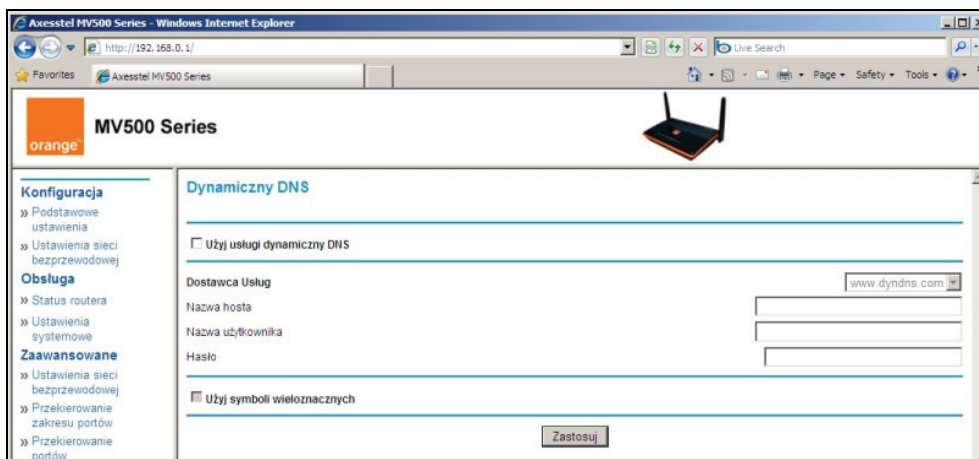 Axesstel MV500 Series - Windows Internet Explorer
http://192.168.0.1/
Live Search
Favorites
Axesstel MV500 Series
Page
Safety
Tools
orange™
MV500 Series
Konfiguracja
» Podstawowe
ustawienia
» Ustawienia sieci
bezprzewodowej
Obsługa
» Status routera
» Ustawienia
systemowe
Zaawansowane
» Ustawienia sieci
bezprzewodowej
» Przekierowanie
zakresu portów
» Przekierowanie
portów
Dynamiczny DNS
Użyj usługi dynamiczny DNS
Dostawca Usług
www.dyndns.com
Nazwa hosta
Nazwa użytkownika
Hasło
Użyj symboli wieloznacznych
Zastosuj